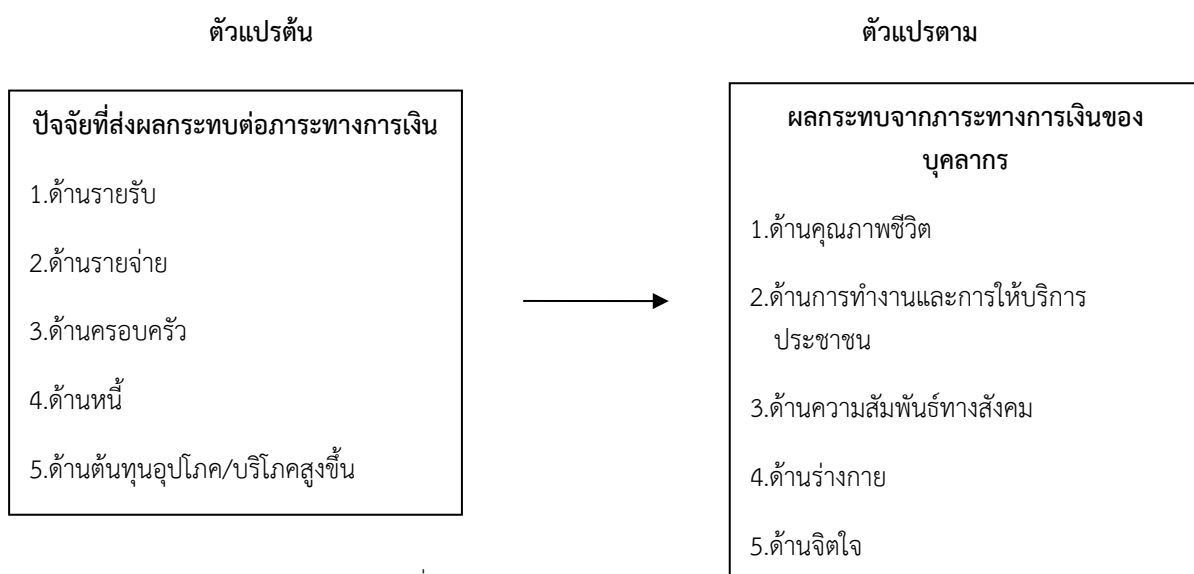 ตัวแปรต้น
ตัวแปรตาม
ปัจจัยที่ส่งผลกระทบต่อภาระทางการเงิน
1.ด้านรายรับ
2.ด้านรายจ่าย
3.ด้านครอบครัว
4.ด้านหนี้
5.ด้านต้นทุนอุปโภค/บริโภคสูงขึ้น
ผลกระทบจากภาระทางการเงินของ
บุคลากร
1.ด้านคุณภาพชีวิต
2.ด้านการทำงานและการให้บริการ
ประชาชน
3.ด้านความสัมพันธ์ทางสังคม
4.ด้านร่างกาย
5.ด้านจิตใจ